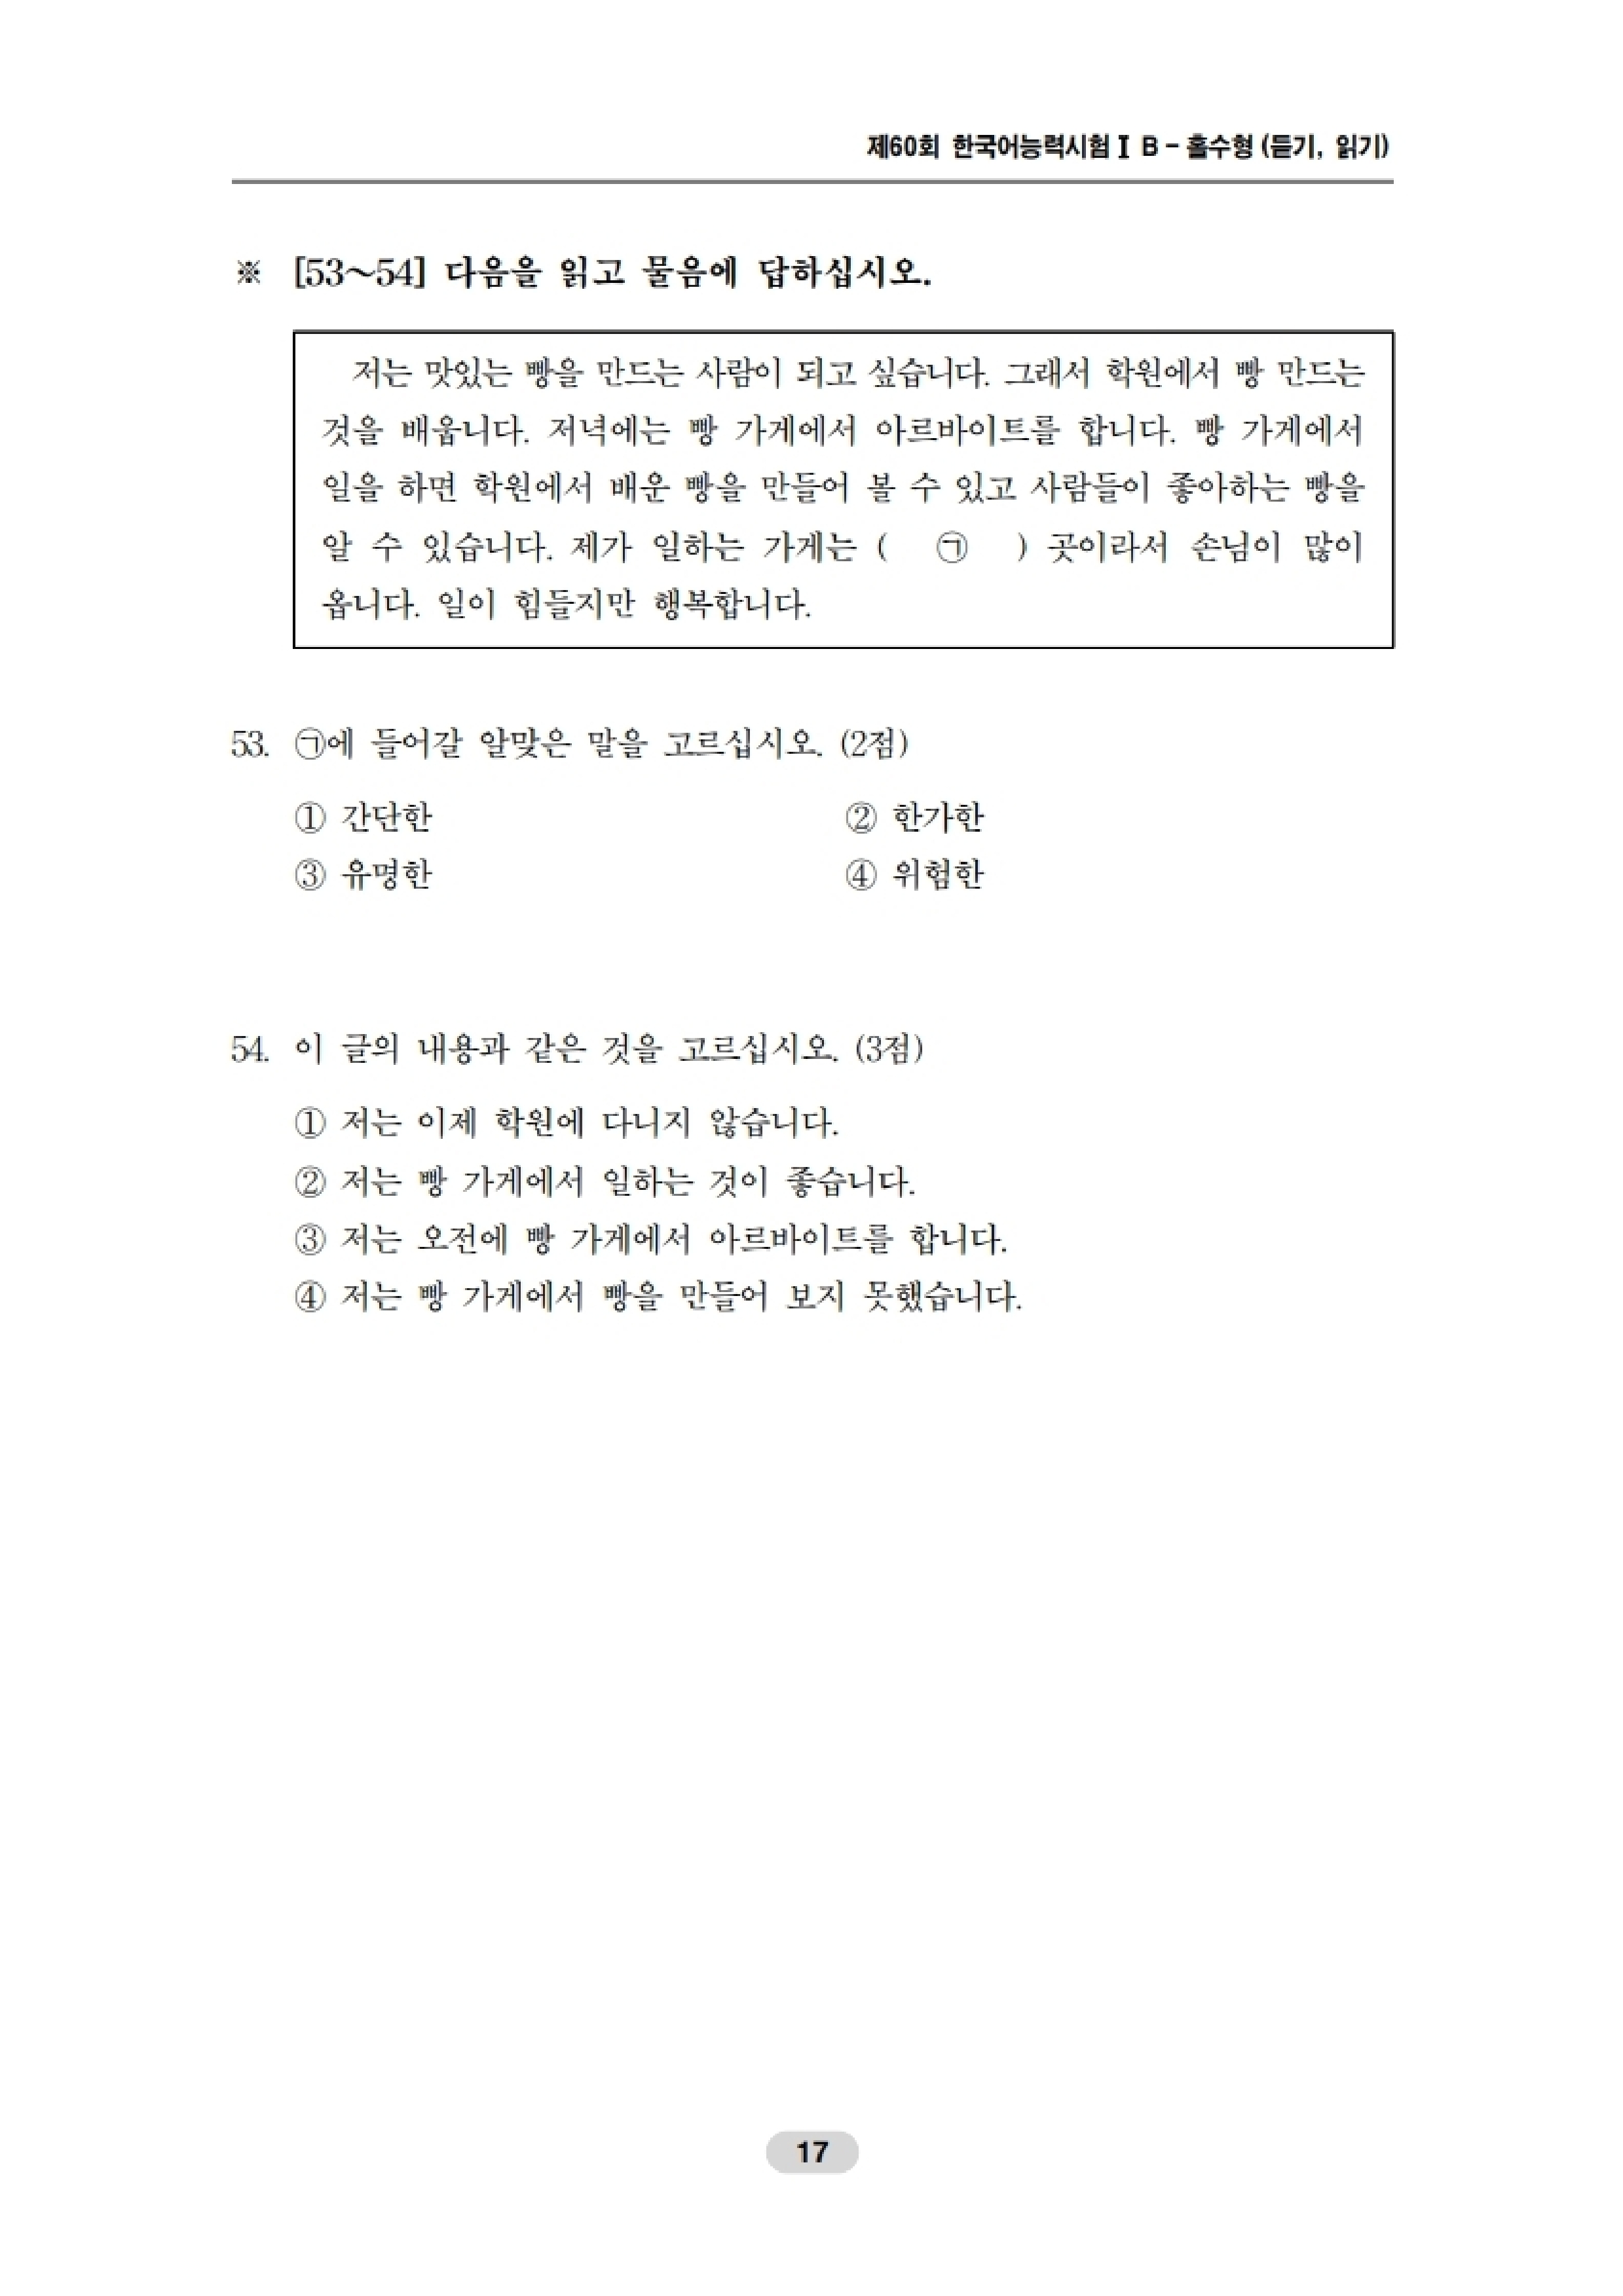 제60회 한국어능력시험 Ⅰ B - 홀수형 (듣기, 읽기)
※ [53~54] 다음을 읽고 물음에 답하십시오.
저는 맛있는 빵을 만드는 사람이 되고 싶습니다. 그래서 학원에서 빵 만드는
것을 배웁니다. 저녁에는 빵 가게에서 아르바이트를 합니다. 빵 가게에서
일을 하면 학원에서 배운 빵을 만들어 볼 수 있고 사람들이 좋아하는 빵을
알 수 있습니다. 제가 일하는 가게는 ( ㉠ ) 곳이라서 손님이 많이
옵니다. 일이 힘들지만 행복합니다.
53. ㉠에 들어갈 알맞은 말을 고르십시오. (2점)
① 간단한 ② 한가한
③ 유명한 ④ 위험한
54. 이 글의 내용과 같은 것을 고르십시오. (3점)
① 저는 이제 학원에 다니지 않습니다.
② 저는 빵 가게에서 일하는 것이 좋습니다.
③ 저는 오전에 빵 가게에서 아르바이트를 합니다.
④ 저는 빵 가게에서 빵을 만들어 보지 못했습니다.
17